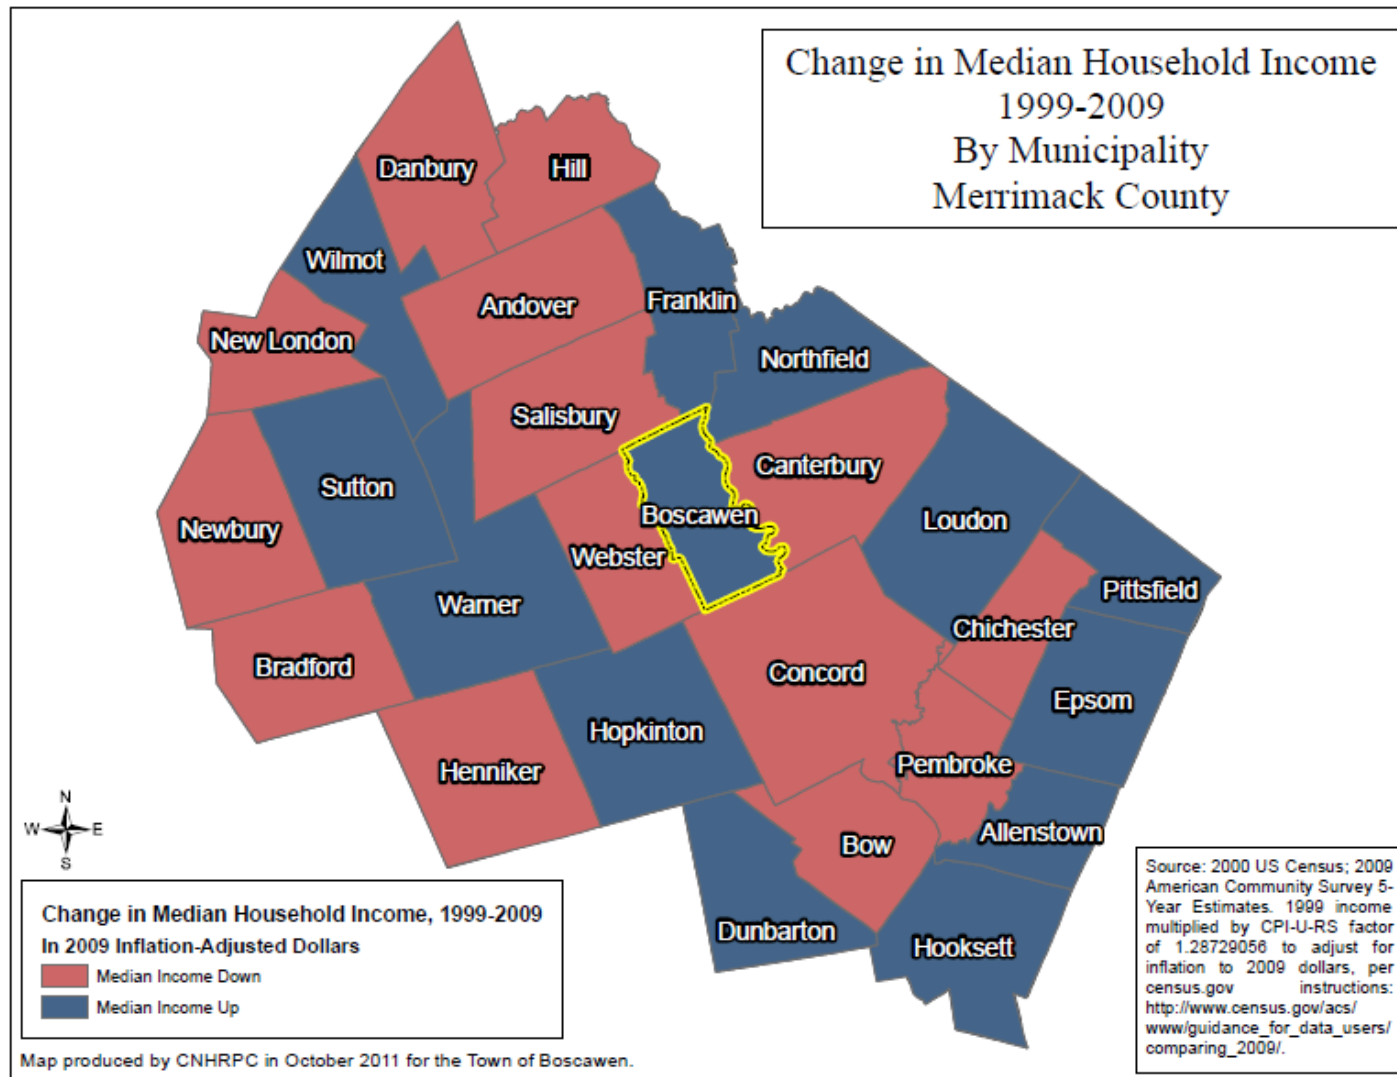 Change in Median Household Income
1999-2009
By Municipality
Merrimack County
Danbury
Hill
Wilmot
Andover
Franklin
New London
Northfield
Salisbury
Canterbury
Sutton
Boscawen
Loudon
Newbury
Webster
Warner
Pittsfield
Chichester
Bradford
Concord
Epsom
Hopkinton
Henniker
Pembroke
Allenstown
Bow
Dunbarton
Hooksett
N
W E
S
Change in Median Household Income, 1999-2009
In 2009 Inflation-Adjusted Dollars
Median Income Down
Median Income Up
Source: 2000 US Census; 2009
American Community Survey 5-
Year Estimates. 1999 income
multiplied by CPI-U-RS factor
of 1.28729056 to adjust for
inflation to 2009 dollars, per
census.gov instructions:
http://www.census.gov/acs/
www/guidance_for_data_users/
comparing_2009/.
Map produced by CNHRPC in October 2011 for the Town of Boscawen.